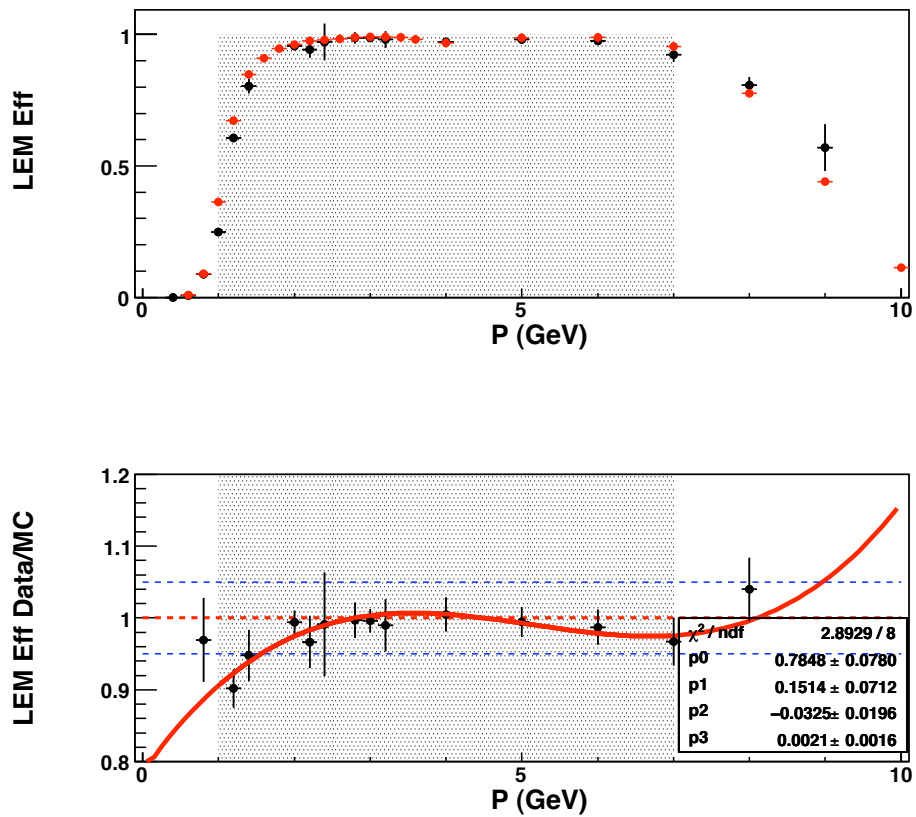 LEM Eff
1
0.5
0
0 5 10
P (GeV)
LEM Eff Data/MC
1.2
1.1
1
0.9
0.8
χ² / ndf 2.8929 / 8
p0 0.7848 ± 0.0780
p1 0.1514 ± 0.0712
p2 −0.0325± 0.0196
p3 0.0021± 0.0016
0 5 10
P (GeV)